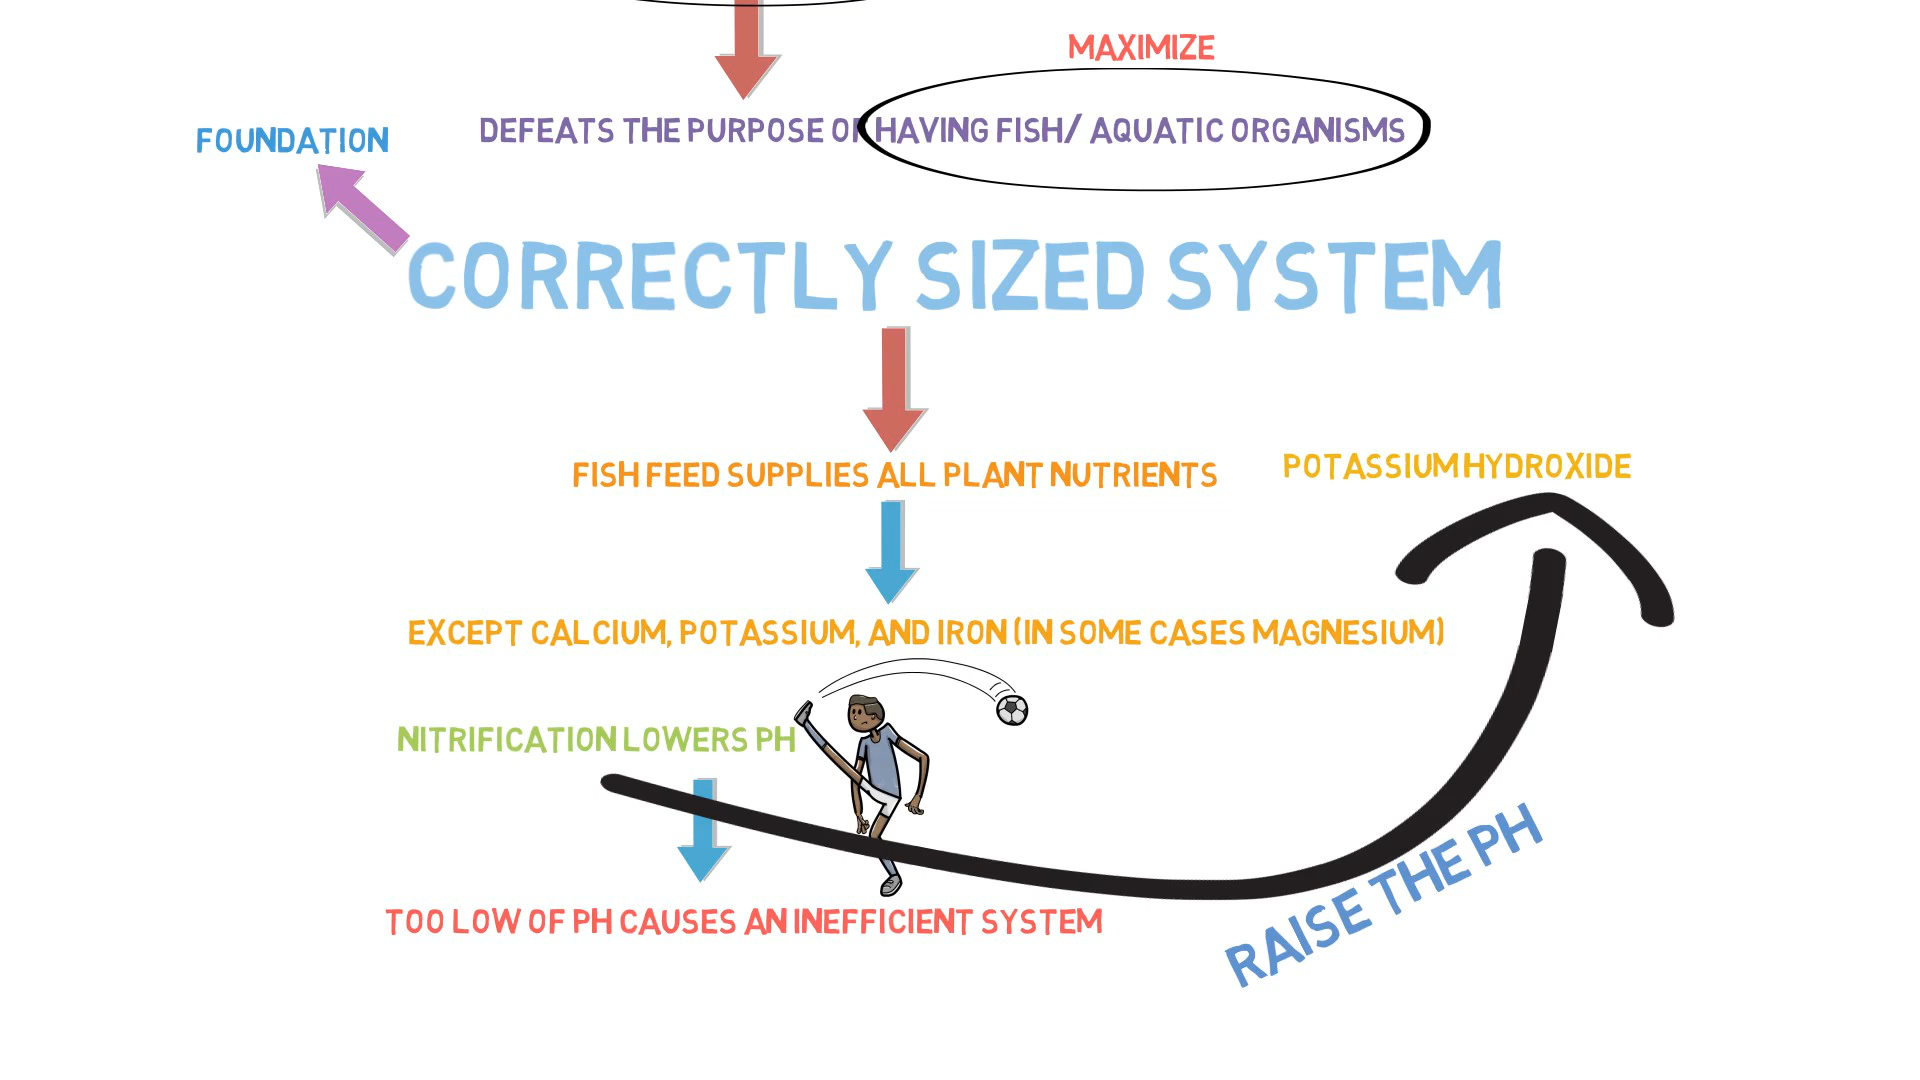 MAXIMIZE
FOUNDATION
DEFEATS THE PURPOSE OF HAVING FISH/ AQUATIC ORGANISMS
CORRECTLY SIZED SYSTEM
FISH FEED SUPPLIES ALL PLANT NUTRIENTS
POTASSIUM HYDROXIDE
EXCEPT CALCIUM, POTASSIUM, AND IRON (IN SOME CASES MAGNESIUM)
NITRIFICATION LOWERS PH
TOO LOW OF PH CAUSES AN INEFFICIENT SYSTEM
RAISE THE PH